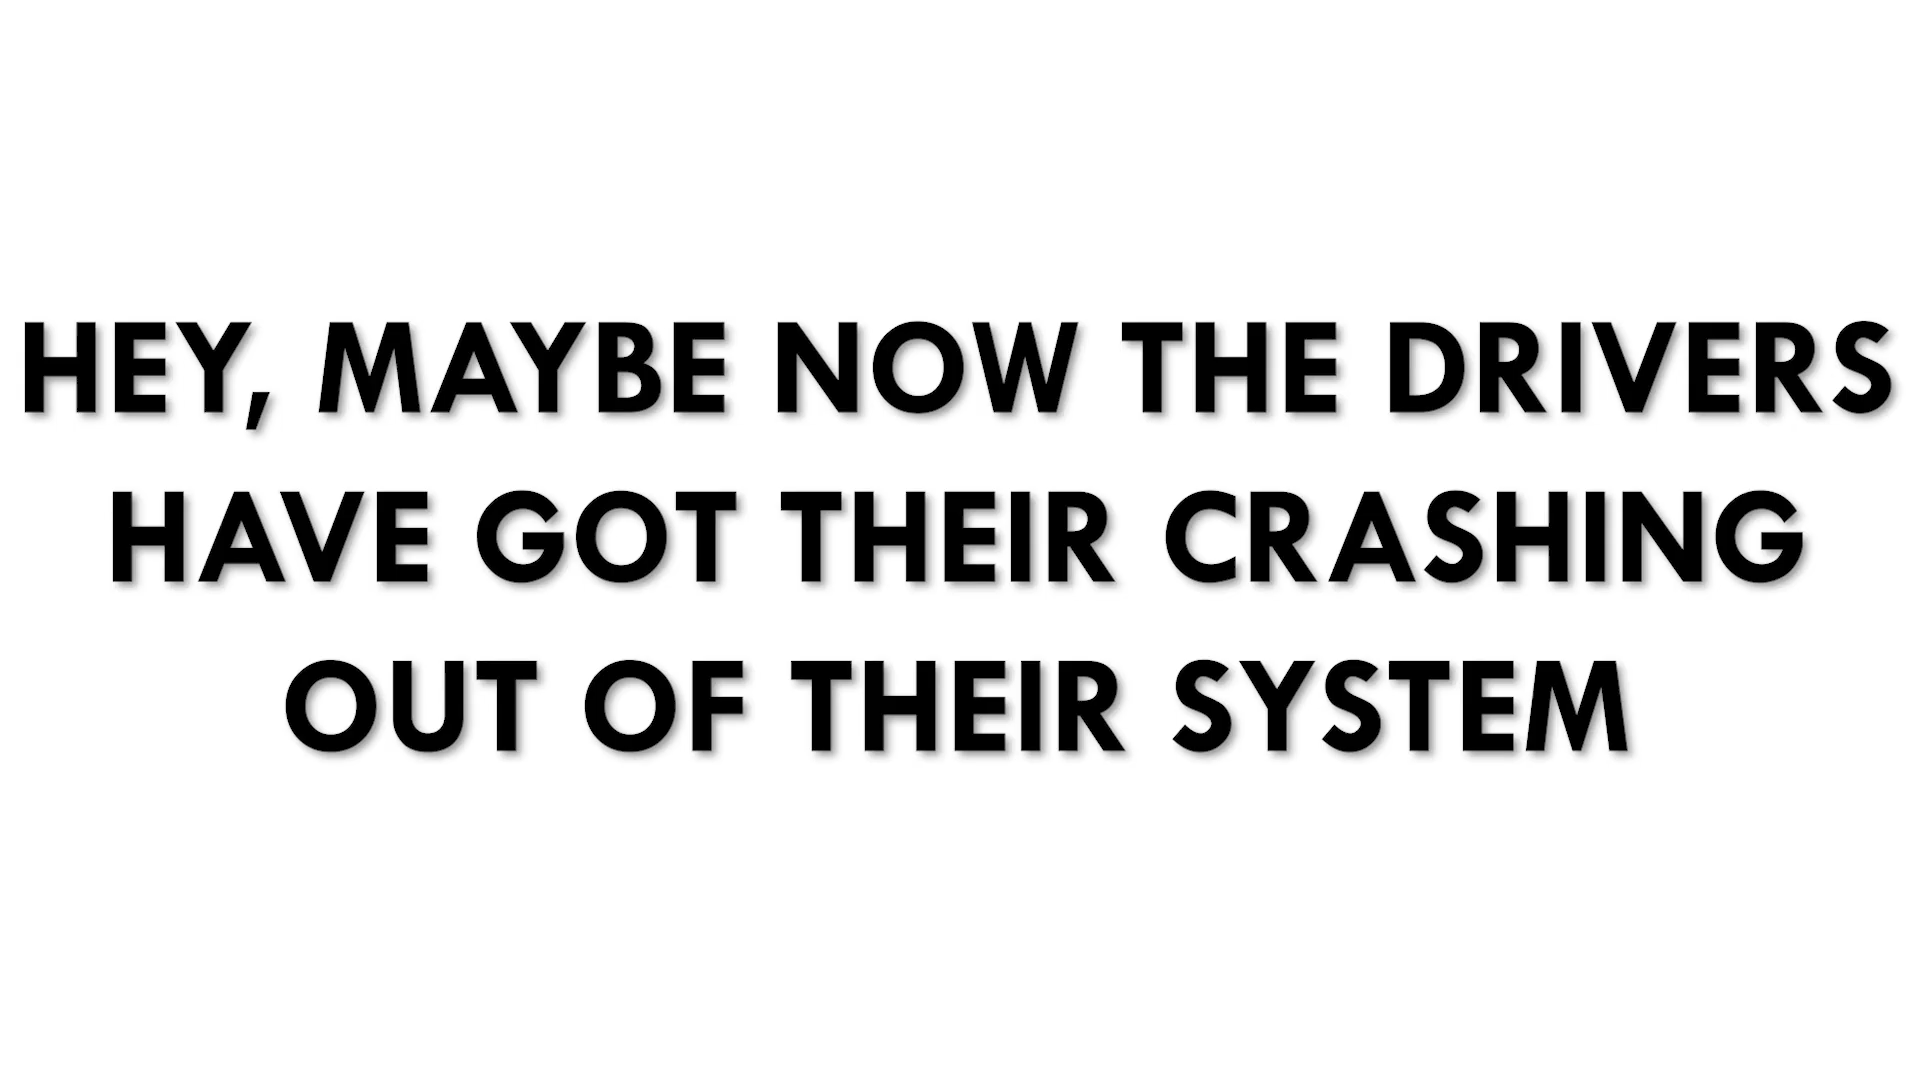 HEY, MAYBE NOW THE DRIVERS
HAVE GOT THEIR CRASHING
OUT OF THEIR SYSTEM